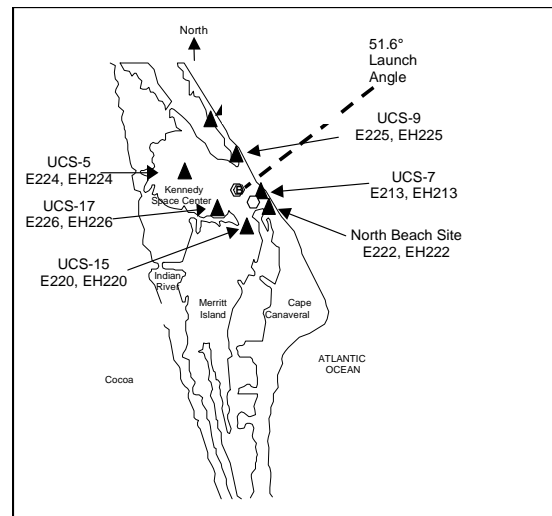 North
51.6°
Launch
Angle
UCS-9
E225, EH225
UCS-5
E224, EH224
UCS-7
E213, EH213
Kennedy
Space Center
UCS-17
E226, EH226
North Beach Site
E222, EH222
UCS-15
E220, EH220
Indian
River
Merritt
Island
Cape
Canaveral
ATLANTIC
OCEAN
Cocoa